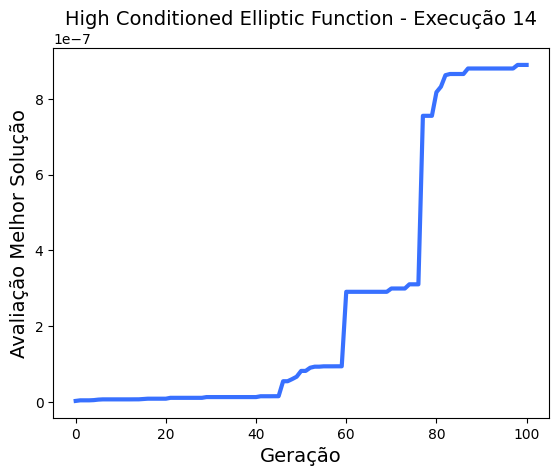 High Conditioned Elliptic Function - Execução 14
1e−7
8
6
4
2
0
Avaliação Melhor Solução
0 20 40 60 80 100
Geração